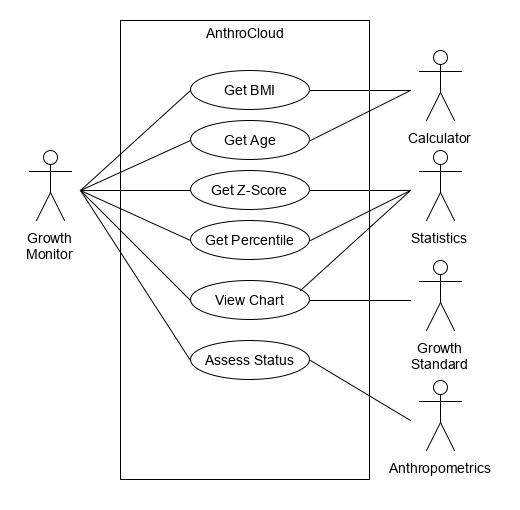 AnthroCloud
Get BMI
Get Age
Get Z-Score
Get Percentile
View Chart
Assess Status
Growth
Monitor
Calculator
Statistics
Growth
Standard
Anthropometrics